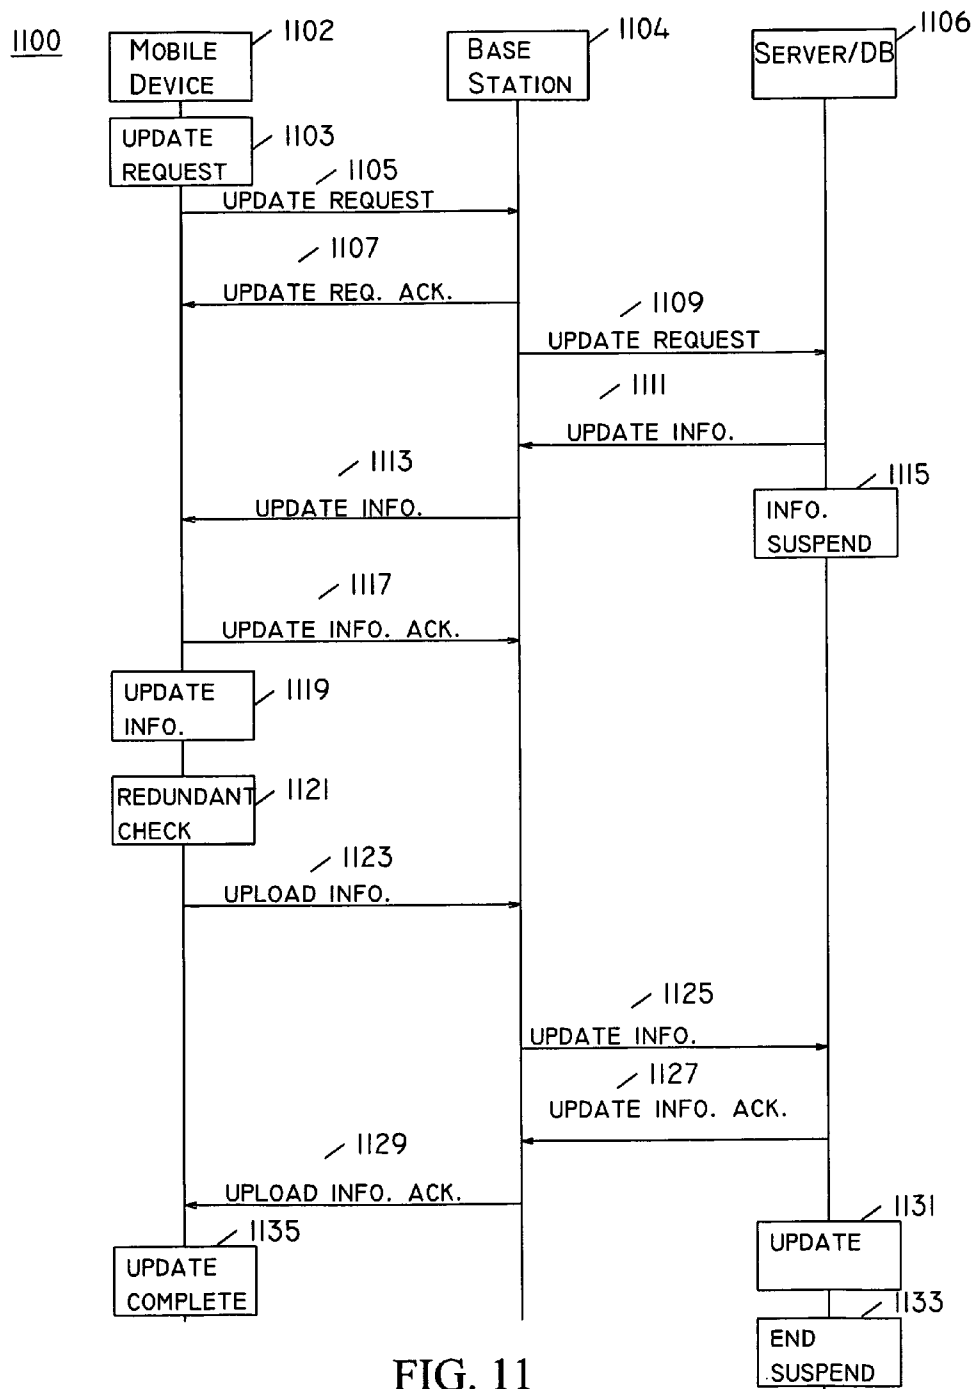 1100
1102
1104
1106
MOBILE
DEVICE
BASE
STATION
SERVER/DB
UPDATE
REQUEST
1103
1105
UPDATE REQUEST
1107
UPDATE REQ. ACK.
1109
UPDATE REQUEST
1111
UPDATE INFO.
1113
UPDATE INFO.
1115
INFO.
SUSPEND
1117
UPDATE INFO. ACK.
UPDATE
INFO.
1119
REDUNDANT
CHECK
1121
1123
UPLOAD INFO.
1125
UPDATE INFO.
1127
UPDATE INFO. ACK.
1129
UPLOAD INFO. ACK.
1131
UPDATE
1135
UPDATE
COMPLETE
1133
END
SUSPEND
FIG. 11